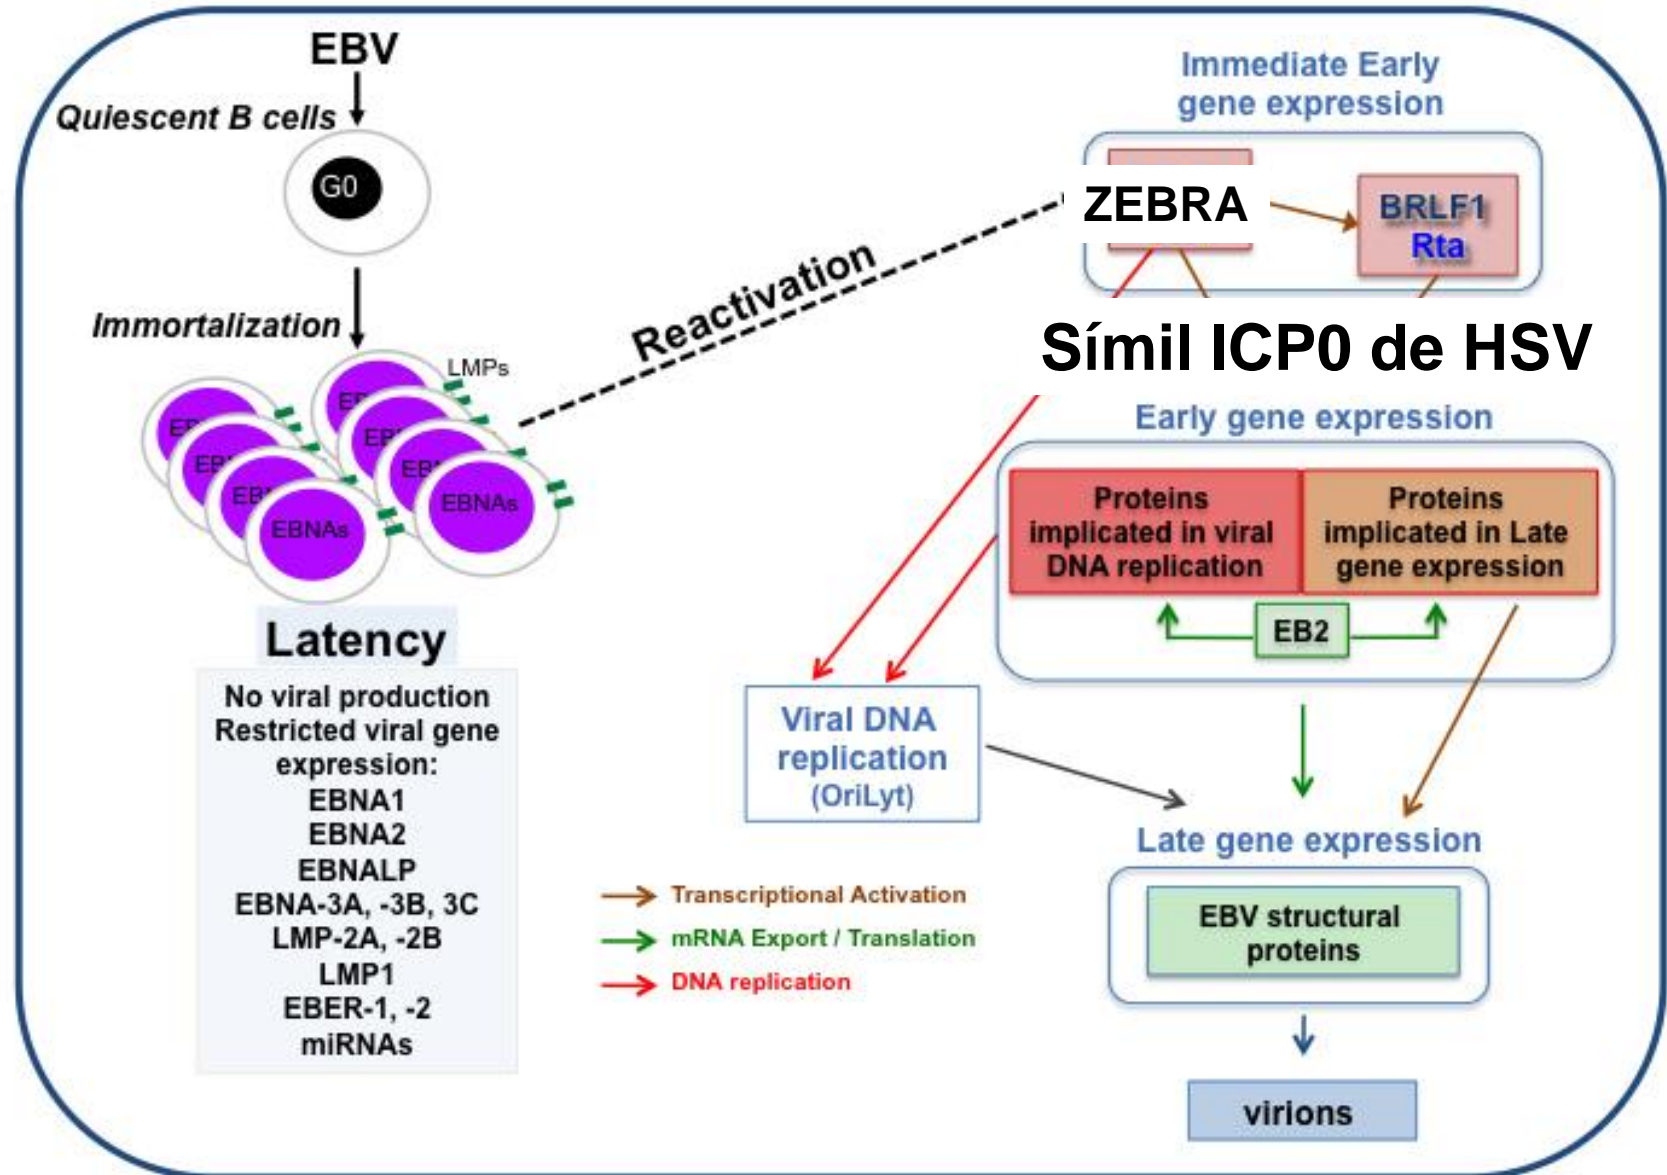 EBV
Quiescent B cells
G0
Immortalization
LMPs
EBNAs
EBNAs
Latency
No viral production
Restricted viral gene
expression:
EBNA1
EBNA2
EBNALP
EBNA-3A, -3B, 3C
LMP-2A, -2B
LMP1
EBER-1, -2
miRNAs
Reactivation
Immediate Early
gene expression
ZEBRA
BRLF1
Rta
Símil ICP0 de HSV
Early gene expression
Proteins
implicated in viral
DNA replication
Proteins
implicated in Late
gene expression
EB2
Viral DNA
replication
(OriLyt)
Transcriptional Activation
mRNA Export / Translation
DNA replication
Late gene expression
EBV structural
proteins
virions